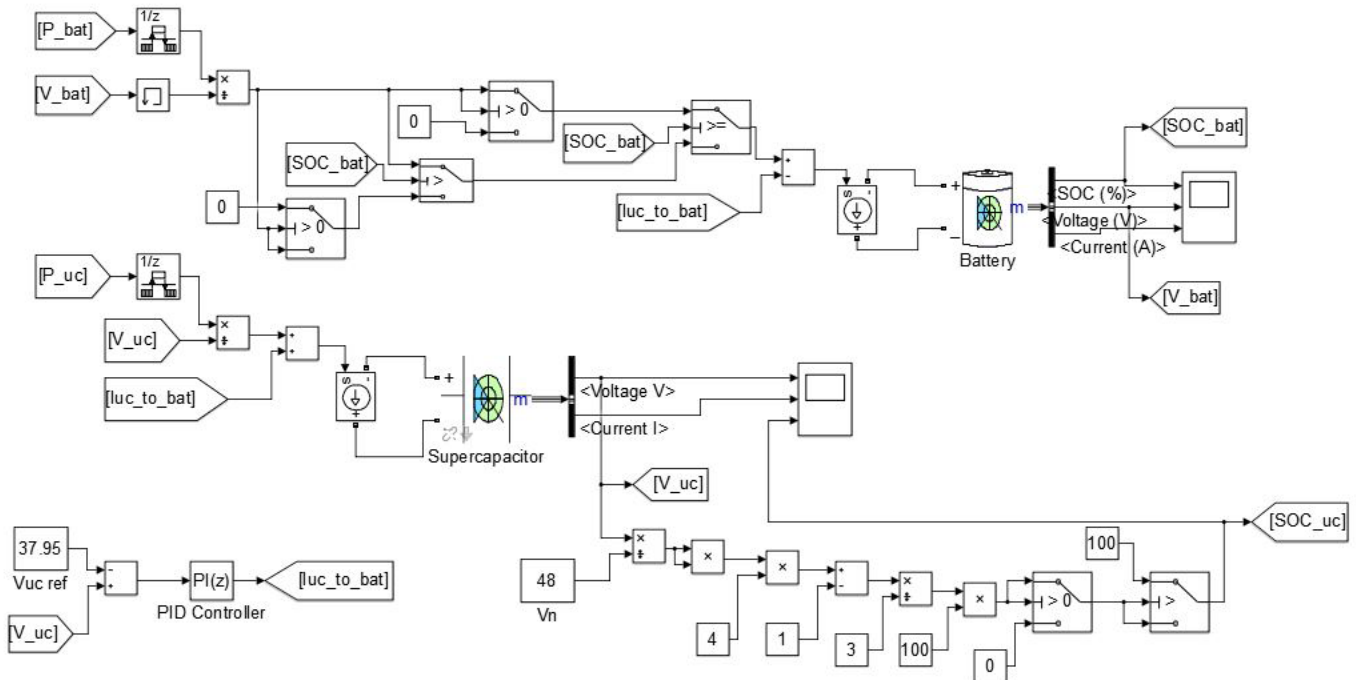 [P_bat]
1/z
[V_bat]
×
÷
> 0
0
[SOC_bat]
>
[SOC_bat]
>=
0
> 0
[Iuc_to_bat]
+
-
s
-
+
+
-
m
Battery
<SOC (%)>
<Voltage (V)>
<Current (A)>
[SOC_bat]
[V_bat]
[P_uc]
1/z
[V_uc]
×
÷
+
+
[Iuc_to_bat]
s
-
+
+
-
m
Supercapacitor
<Voltage V>
<Current I>
[V_uc]
[SOC_uc]
37.95
Vuc ref
-
+
PI(z)
PID Controller
[Iuc_to_bat]
[V_uc]
48
Vn
×
÷
×
4
×
1
+
-
3
×
÷
100
×
0
> 0
100
>